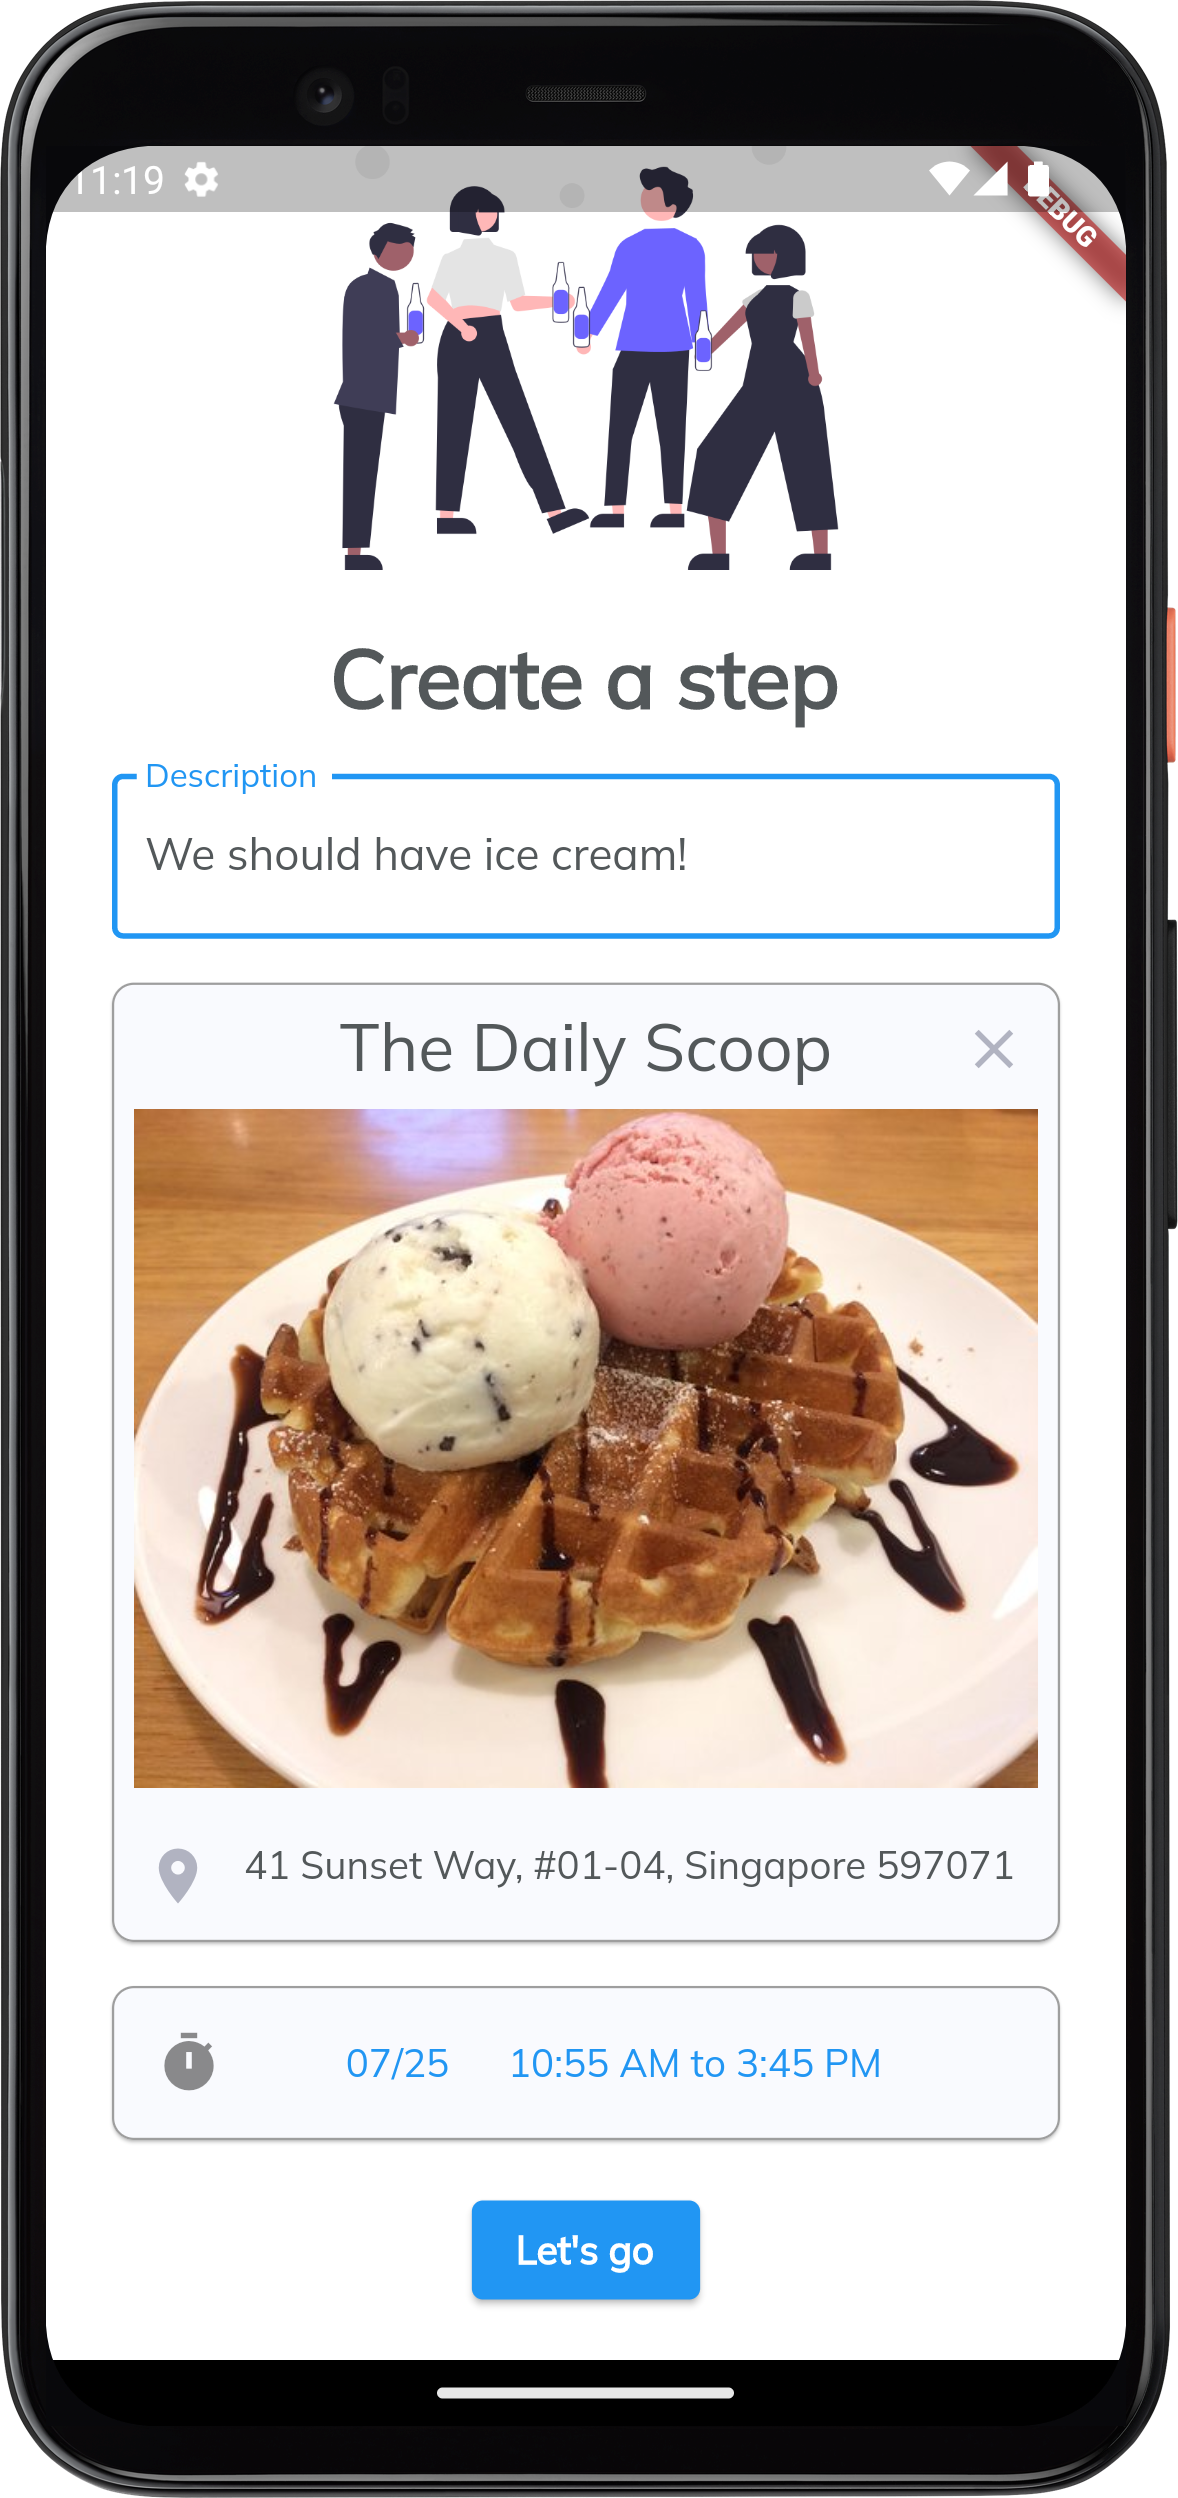 11:19
DEBUG
Create a step
Description
We should have ice cream!
The Daily Scoop
41 Sunset Way, #01-04, Singapore 597071
07/25 10:55 AM to 3:45 PM
Let's go